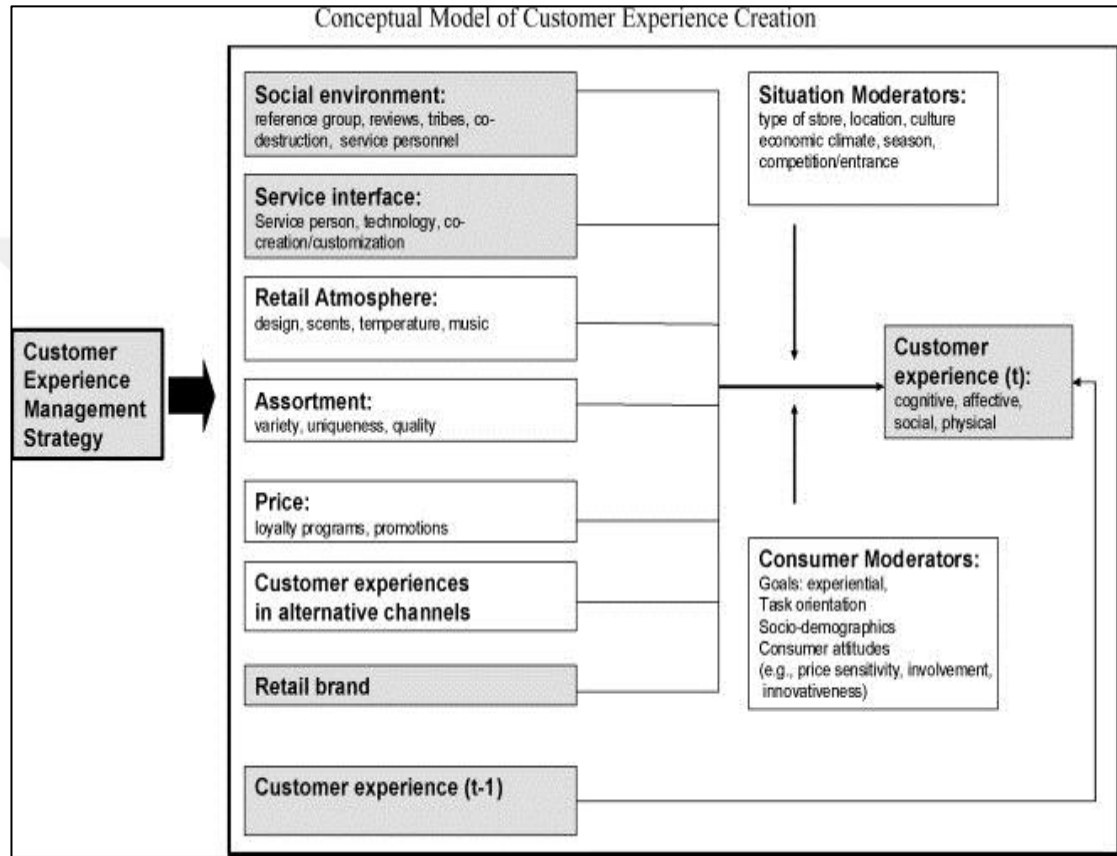 Conceptual Model of Customer Experience Creation
Customer
Experience
Management
Strategy
Social environment:
reference group, reviews, tribes, co-
destruction, service personnel
Service interface:
Service person, technology, co-
creation/customization
Retail Atmosphere:
design, scents, temperature, music
Assortment:
variety, uniqueness, quality
Price:
loyalty programs, promotions
Customer experiences
in alternative channels
Retail brand
Customer experience (t-1)
Situation Moderators:
type of store, location, culture
economic climate, season,
competition/entrance
Consumer Moderators:
Goals: experiential,
Task orientation
Socio-demographics
Consumer attitudes
(e.g., price sensitivity, involvement,
innovativeness)
Customer
experience (t):
cognitive, affective,
social, physical